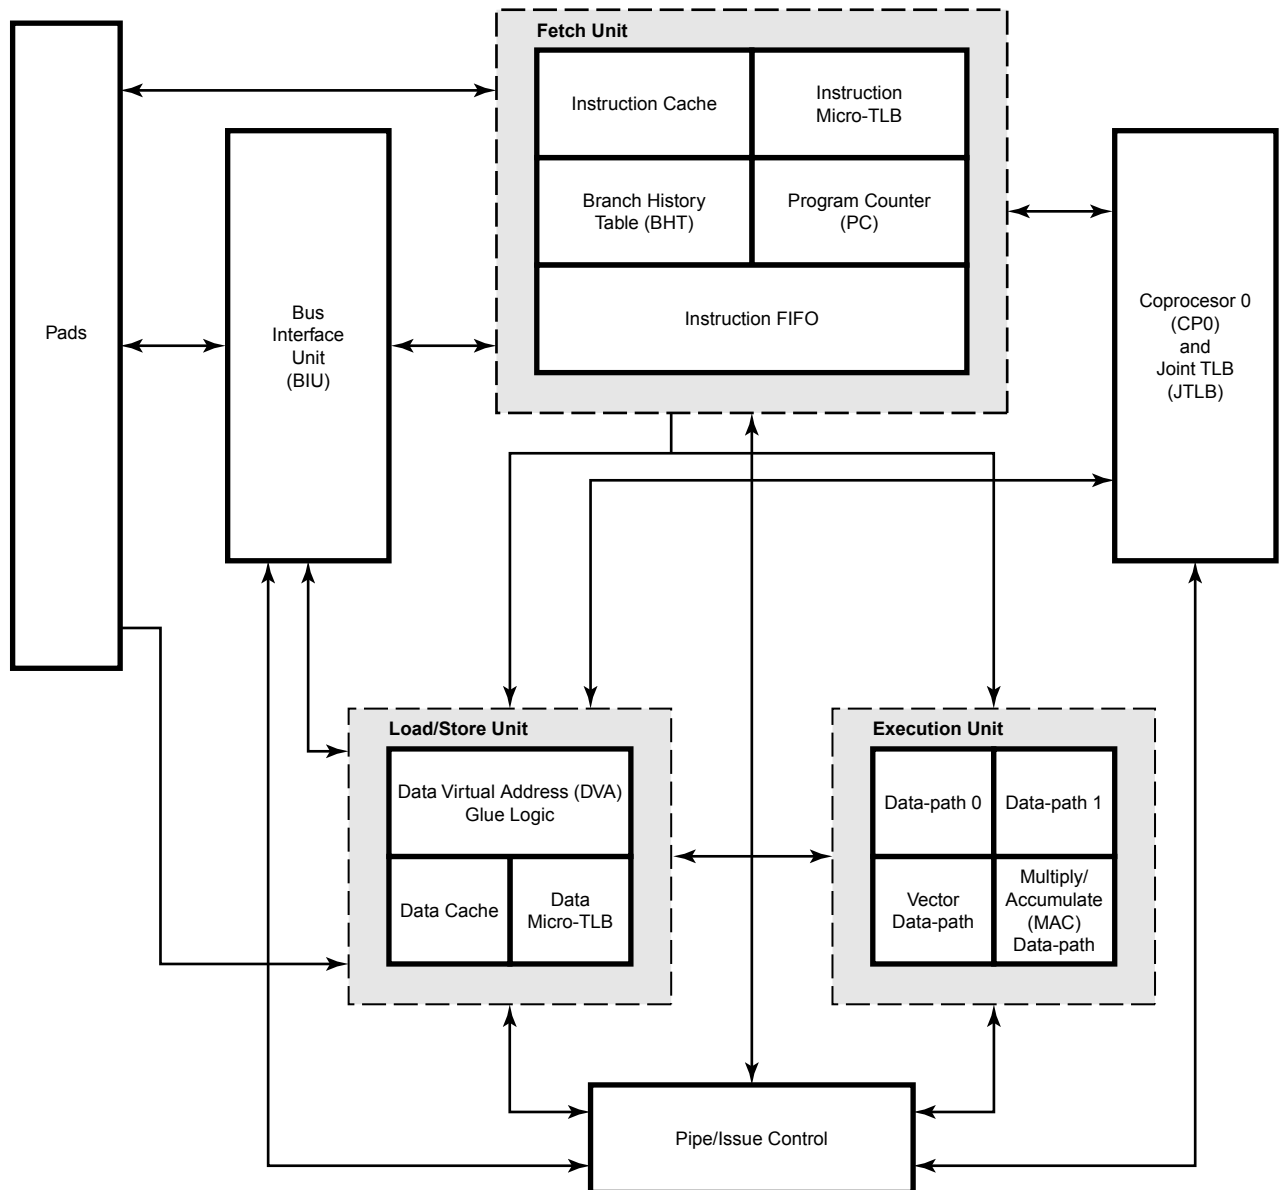 Fetch Unit
Instruction Cache
Instruction
Micro-TLB
Branch History
Table (BHT)
Program Counter
(PC)
Instruction FIFO
Pads
Bus
Interface
Unit
(BIU)
Coprocesor 0
(CP0)
and
Joint TLB
(JTLB)
Load/Store Unit
Data Virtual Address (DVA)
Glue Logic
Data Cache
Data
Micro-TLB
Execution Unit
Data-path 0
Data-path 1
Vector
Data-path
Multiply/
Accumulate
(MAC)
Data-path
Pipe/Issue Control